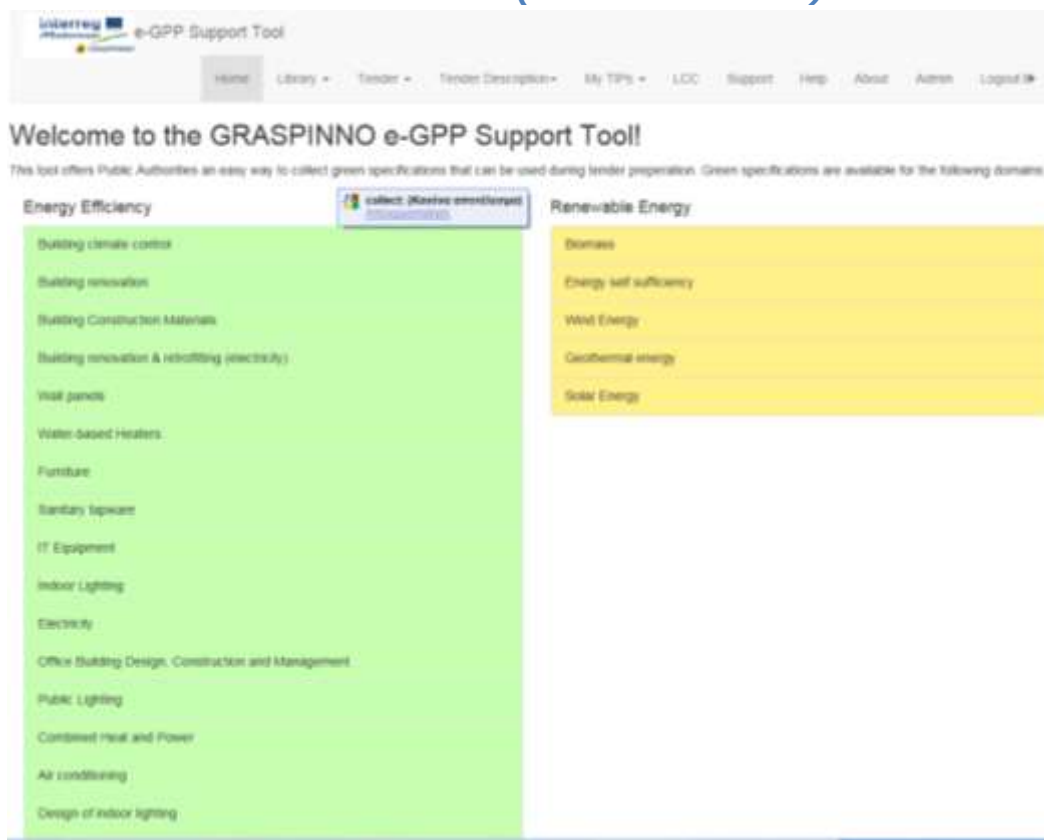 Interreg
Mediterranean
e-GPP Support Tool
Home Library Tender Tender Description My TIPs LCC Support Help About Admin Logout
Welcome to the GRASPINNO e-GPP Support Tool!
This tool offers Public Authorities an easy way to collect green specifications that can be used during tender preperation. Green specifications are available for the following domains
Energy Efficiency
collect:
Building climate control
Building renovation
Building Construction Materials
Building renovation & retrofitting (electricity)
Wall panels
Water-based Heaters
Furniture
Sanitary tapware
IT Equipment
Indoor Lighting
Electricity
Office Building Design, Construction and Management
Public Lighting
Combined Heat and Power
Air conditioning
Design of indoor lighting
Renewable Energy
Biomass
Energy self sufficiency
Wind Energy
Geothermal energy
Solar Energy